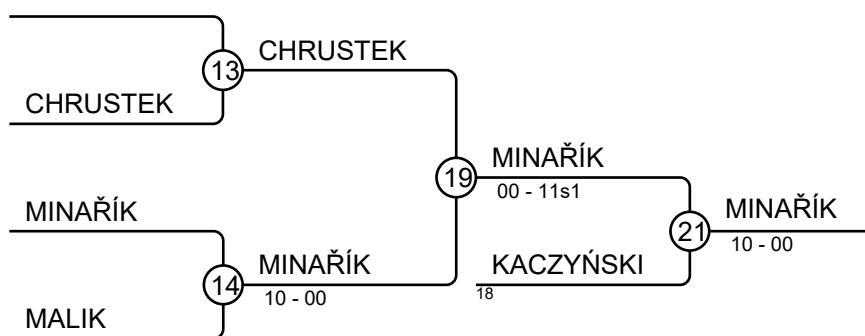 CHRUSTEK
13
CHRUSTEK
MINAŘÍK
19
00 - 11s1
MINAŘÍK
MINAŘÍK
21
10 - 00
MINAŘÍK
14
10 - 00
KACZYŃSKI
18
MALIK